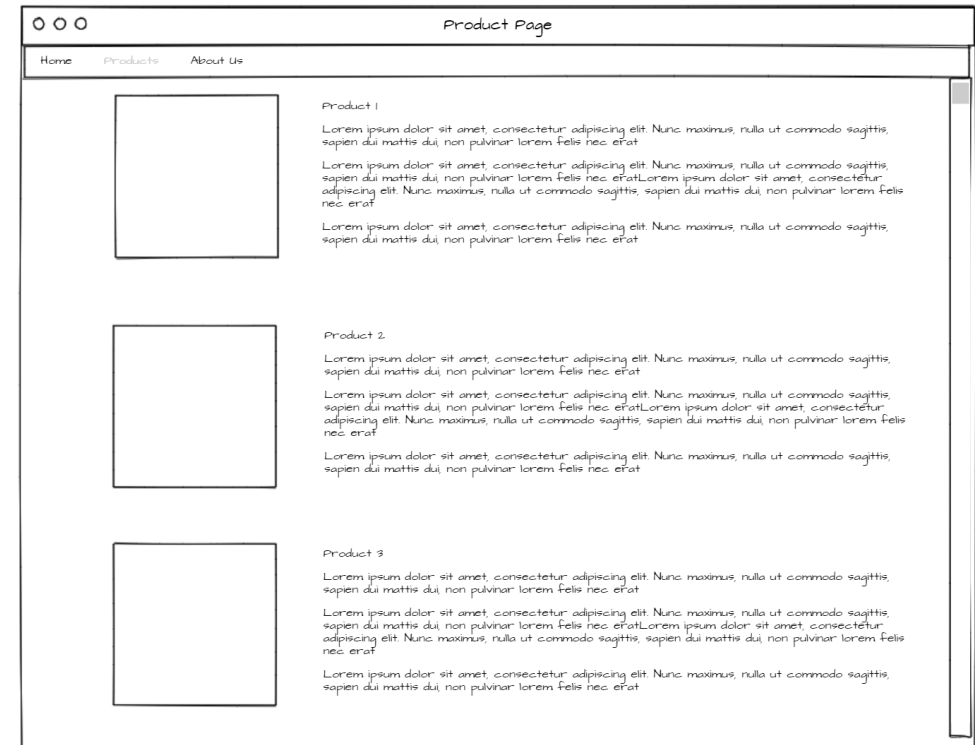 Product Page
Home Products About Us
Product 1
Lorem ipsum dolor sit amet, consectetur adipiscing elit. Nunc maximus, nulla ut commodo sagittis,
sapien dui mattis dui, non pulvinar lorem felis nec erat
Lorem ipsum dolor sit amet, consectetur adipiscing elit. Nunc maximus, nulla ut commodo sagittis,
sapien dui mattis dui, non pulvinar lorem felis nec eratLorem ipsum dolor sit amet, consectetur
adipiscing elit. Nunc maximus, nulla ut commodo sagittis, sapien dui mattis dui, non pulvinar lorem felis
nec erat
Lorem ipsum dolor sit amet, consectetur adipiscing elit. Nunc maximus, nulla ut commodo sagittis,
sapien dui mattis dui, non pulvinar lorem felis nec erat
Product 2
Lorem ipsum dolor sit amet, consectetur adipiscing elit. Nunc maximus, nulla ut commodo sagittis,
sapien dui mattis dui, non pulvinar lorem felis nec erat
Lorem ipsum dolor sit amet, consectetur adipiscing elit. Nunc maximus, nulla ut commodo sagittis,
sapien dui mattis dui, non pulvinar lorem felis nec eratLorem ipsum dolor sit amet, consectetur
adipiscing elit. Nunc maximus, nulla ut commodo sagittis, sapien dui mattis dui, non pulvinar lorem felis
nec erat
Lorem ipsum dolor sit amet, consectetur adipiscing elit. Nunc maximus, nulla ut commodo sagittis,
sapien dui mattis dui, non pulvinar lorem felis nec erat
Product 3
Lorem ipsum dolor sit amet, consectetur adipiscing elit. Nunc maximus, nulla ut commodo sagittis,
sapien dui mattis dui, non pulvinar lorem felis nec erat
Lorem ipsum dolor sit amet, consectetur adipiscing elit. Nunc maximus, nulla ut commodo sagittis,
sapien dui mattis dui, non pulvinar lorem felis nec eratLorem ipsum dolor sit amet, consectetur
adipiscing elit. Nunc maximus, nulla ut commodo sagittis, sapien dui mattis dui, non pulvinar lorem felis
nec erat
Lorem ipsum dolor sit amet, consectetur adipiscing elit. Nunc maximus, nulla ut commodo sagittis,
sapien dui mattis dui, non pulvinar lorem felis nec erat